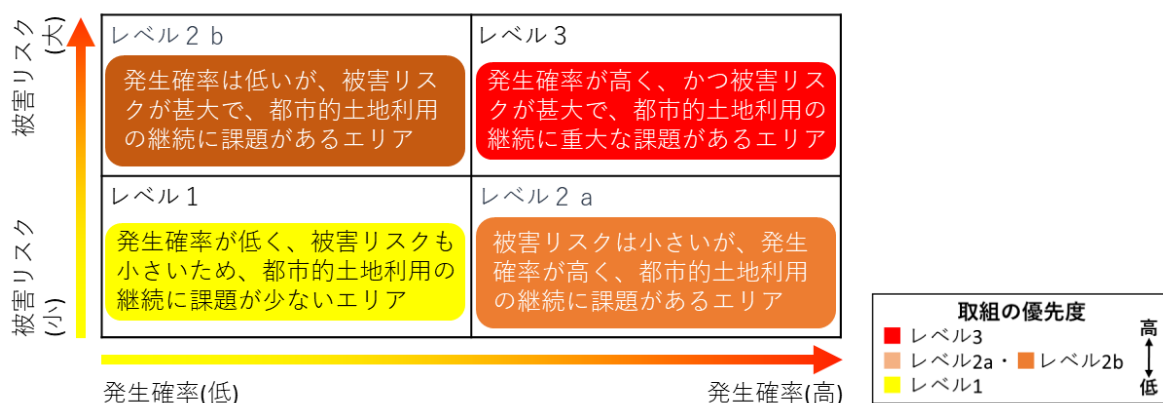 被害リスク
(大)
レベル2 b
発生確率は低いが、被害リス
クが甚大で、都市的土地利用
の継続に課題があるエリア
レベル3
発生確率が高く、かつ被害リスク
が甚大で、都市的土地利用の
継続に重大な課題があるエリア
被害リスク
(小)
レベル1
発生確率が低く、被害リスクも
小さいため、都市的土地利用の
継続に課題が少ないエリア
レベル2 a
被害リスクは小さいが、発生
確率が高く、都市的土地利用
の継続に課題があるエリア
発生確率(低)
発生確率(高)
取組の優先度
レベル3
レベル2a・レベル2b
レベル1
高
低